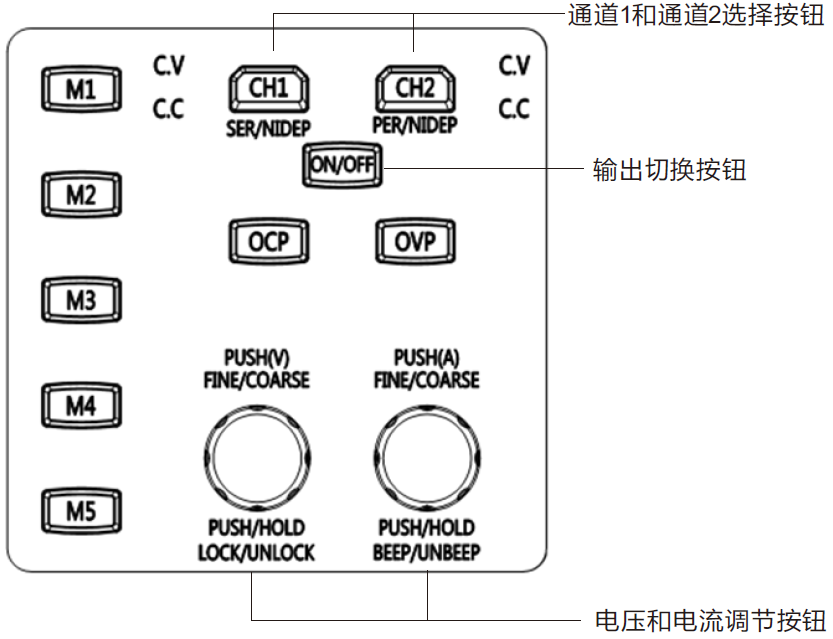 通道1和通道2选择按钮
M1
C.V
C.C
CH1
SER/NIDEP
CH2
PER/NIDEP
C.V
C.C
ON/OFF
输出切换按钮
M2
OCP
OVP
M3
PUSH(V)
FINE/COARSE
PUSH(A)
FINE/COARSE
M4
M5
PUSH/HOLD
LOCK/UNLOCK
PUSH/HOLD
BEEP/UNBEEP
电压和电流调节按钮